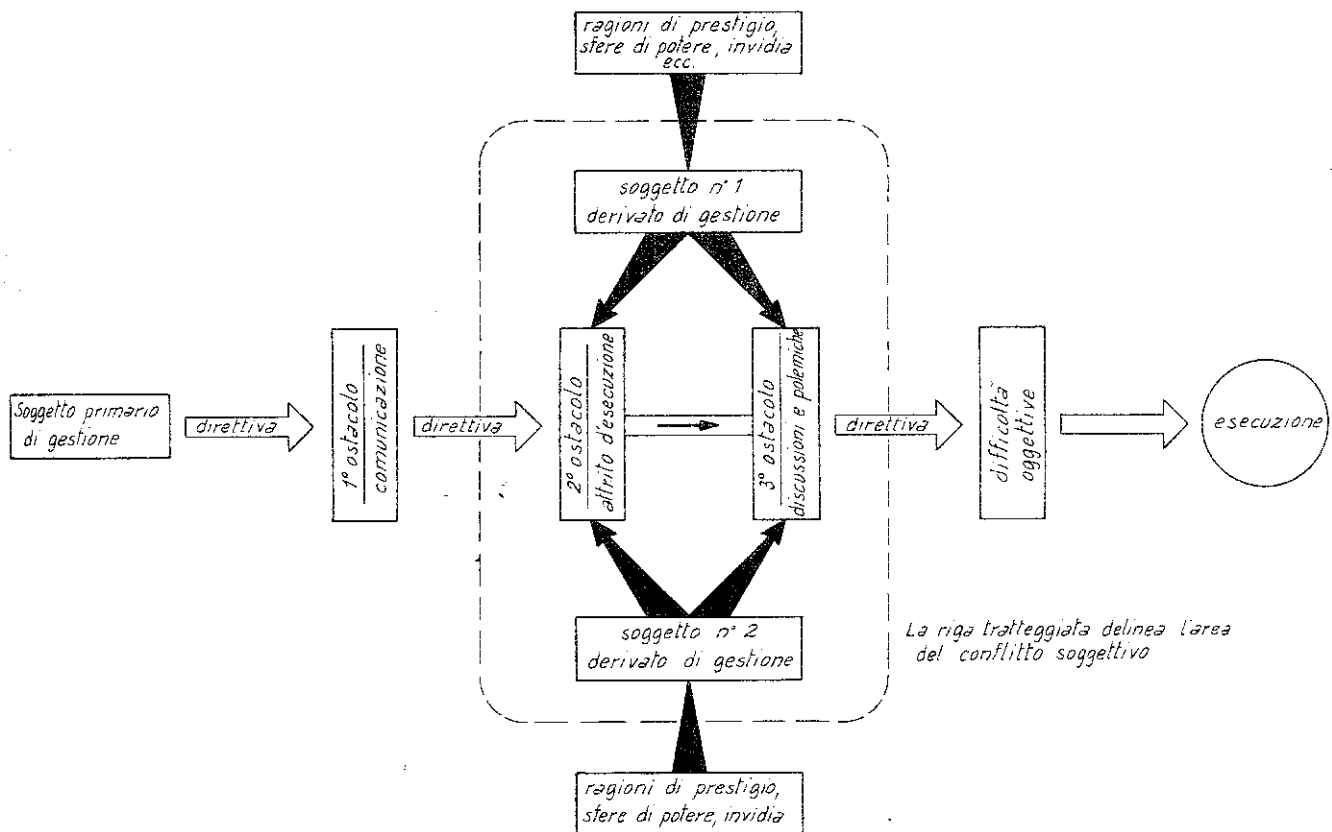 ragioni di prestigio,
sfere di potere, invidia
ecc.
soggetto n° 1
derivato di gestione
Soggetto primario
di gestione
direttiva
1° ostacolo
comunicazione
direttiva
2° ostacolo
attrito d'esecuzione
3° ostacolo
discussioni e polemiche
direttiva
difficoltà
oggettive
esecuzione
soggetto n° 2
derivato di gestione
La riga tratteggiata delinea l'area
del conflitto soggettivo
ragioni di prestigio,
sfere di potere, invidia